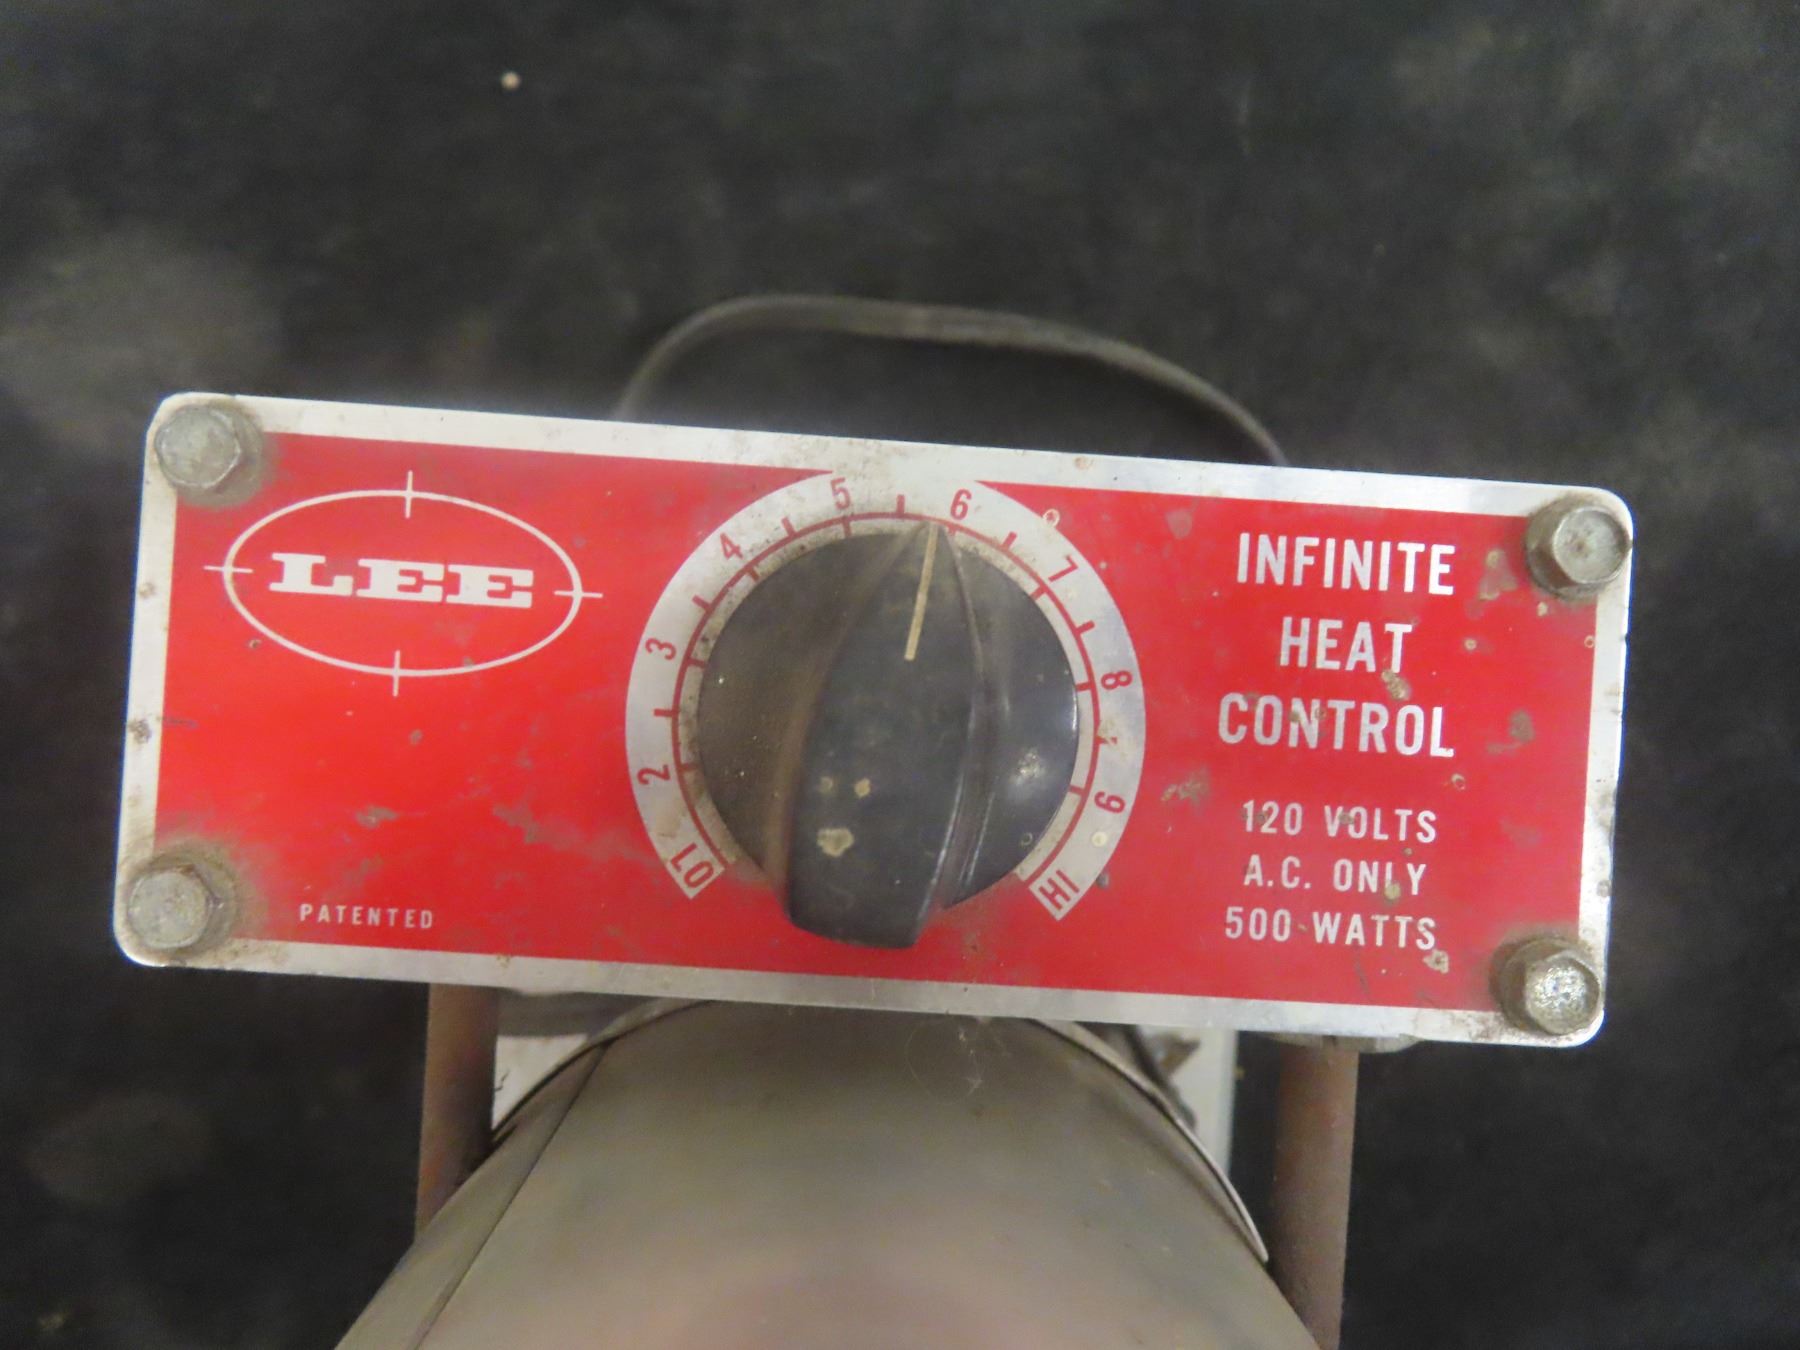 LEE
PATENTED
LO 2 3 4 5 6 7 8 9 HI
INFINITE
HEAT
CONTROL
120 VOLTS
A.C. ONLY
500 WATTS